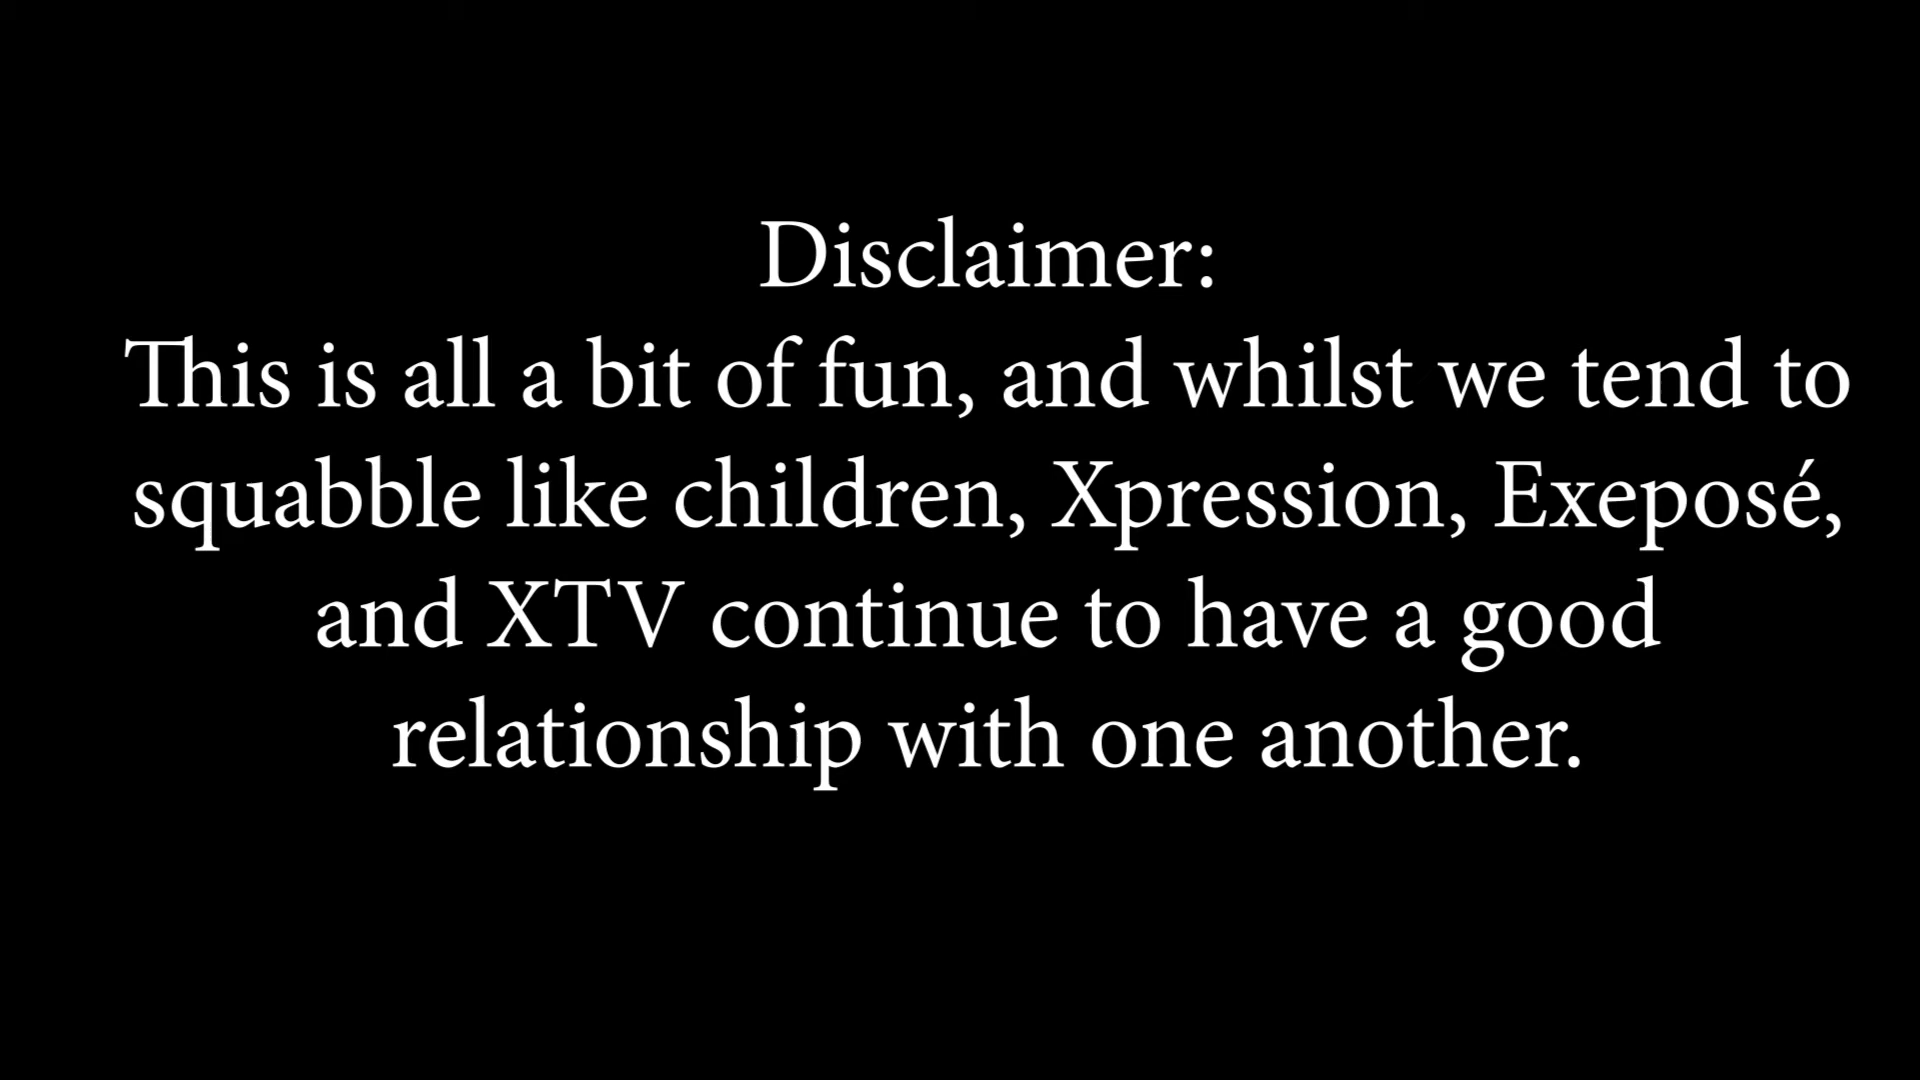 Disclaimer:
This is all a bit of fun, and whilst we tend to
squabble like children, Xpression, Exeposé,
and XTV continue to have a good
relationship with one another.